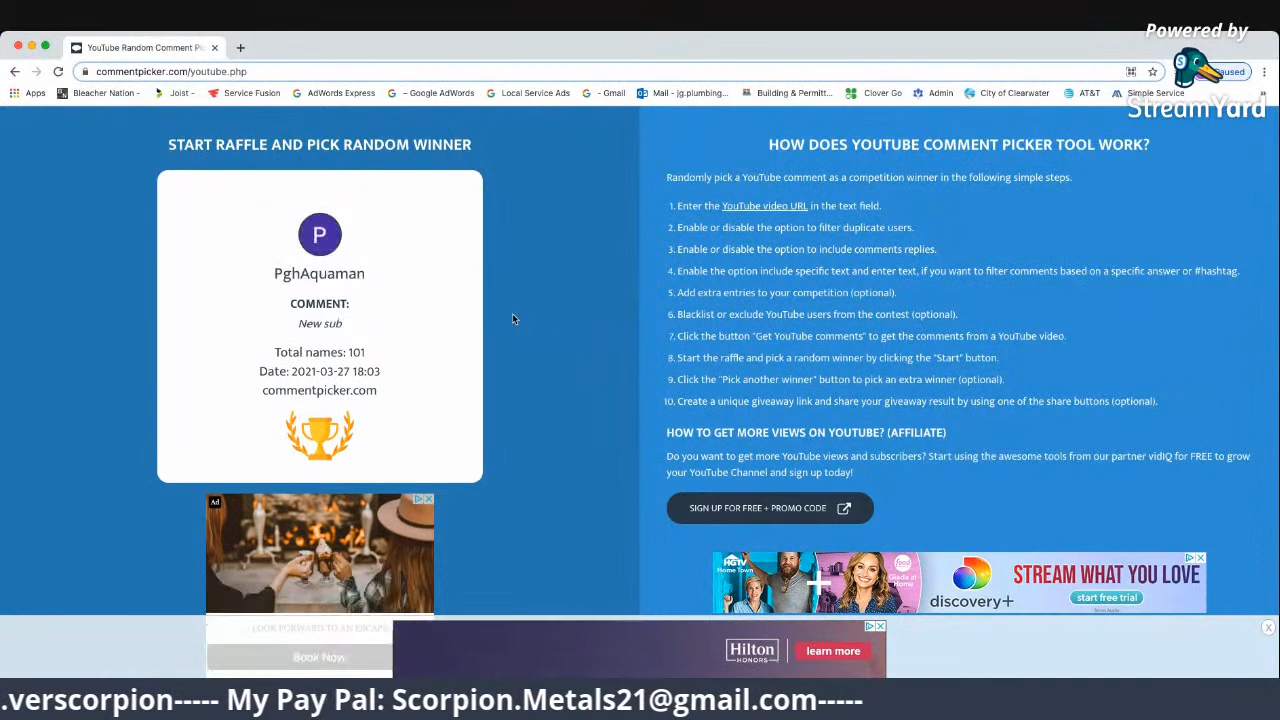 Powered by
StreamYard
YouTube Random Comment Pic
commentpicker.com/youtube.php
Paused
Apps
Bleacher Nation -
Joist -
Service Fusion
AdWords Express
- Google AdWords
Local Service Ads
- Gmail
Mail - jg.plumbing...
Building & Permitt...
Clover Go
Admin
City of Clearwater
AT&T
Simple Service
START RAFFLE AND PICK RANDOM WINNER
P
PghAquaman
COMMENT:
New sub
Total names: 101
Date: 2021-03-27 18:03
commentpicker.com
Ad
LOOK FORWARD TO AN ESCAPE
Book Now
HOW DOES YOUTUBE COMMENT PICKER TOOL WORK?
Randomly pick a YouTube comment as a competition winner in the following simple steps.
1. Enter the YouTube video URL in the text field.
2. Enable or disable the option to filter duplicate users.
3. Enable or disable the option to include comments replies.
4. Enable the option include specific text and enter text, if you want to filter comments based on a specific answer or #hashtag.
5. Add extra entries to your competition (optional).
6. Blacklist or exclude YouTube users from the contest (optional).
7. Click the button "Get YouTube comments" to get the comments from a YouTube video.
8. Start the raffle and pick a random winner by clicking the "Start" button.
9. Click the "Pick another winner" button to pick an extra winner (optional).
10. Create a unique giveaway link and share your giveaway result by using one of the share buttons (optional).
HOW TO GET MORE VIEWS ON YOUTUBE? (AFFILIATE)
Do you want to get more YouTube views and subscribers? Start using the awesome tools from our partner vidIQ for FREE to grow
your YouTube Channel and sign up today!
SIGN UP FOR FREE + PROMO CODE
HGTV
Home Town
food
Giada at
Home
discovery+
STREAM WHAT YOU LOVE
start free trial
Hilton
HONORS
learn more
X
.verscorpion----- My Pay Pal: Scorpion.Metals21@gmail.com-----